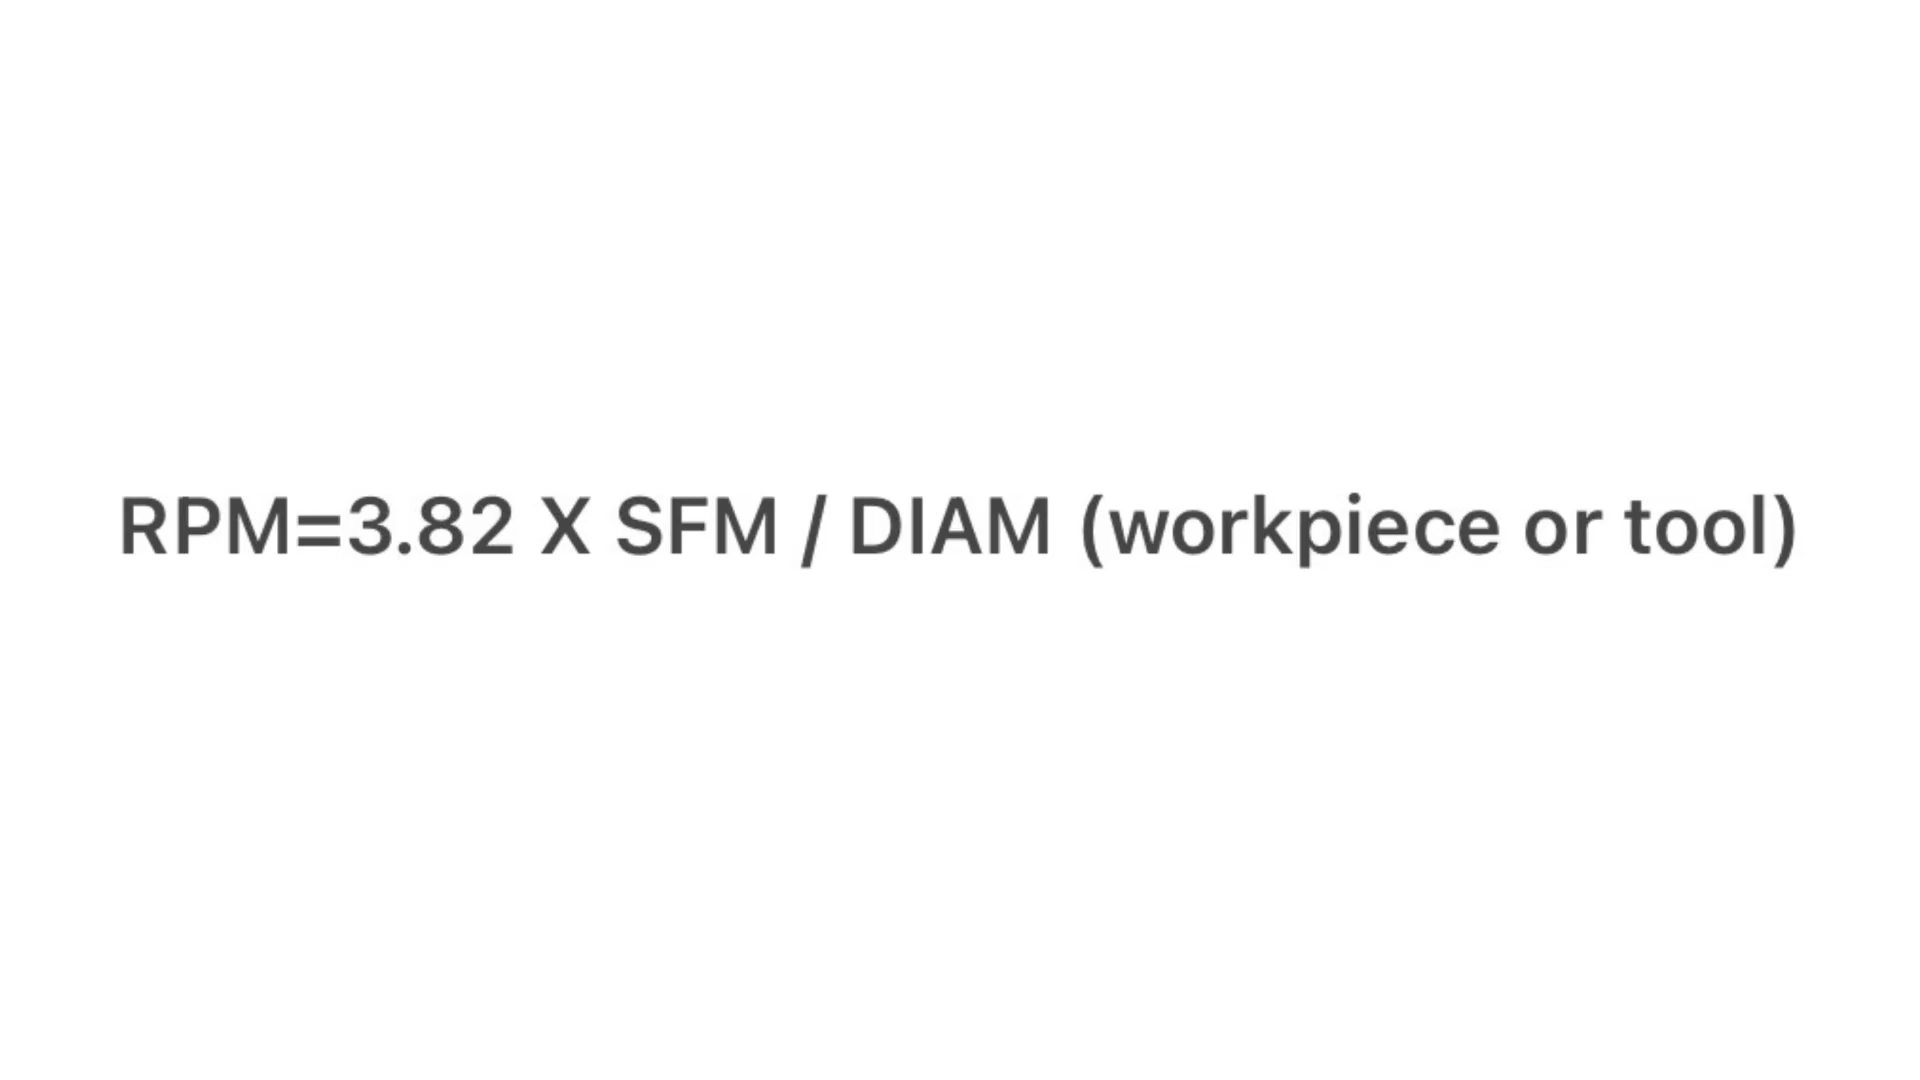 RPM=3.82 X SFM / DIAM (workpiece or tool)